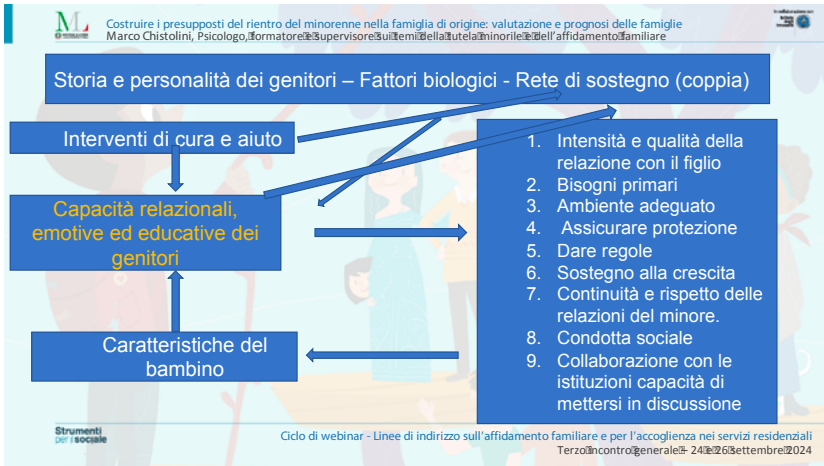 Costruire i presupposti del rientro del minorenne nella famiglia di origine: valutazione e prognosi delle famiglie
Marco Chistolini, Psicologo, formatore e supervisore sui temi della tutela minorile e dell'affidamento familiare
Storia e personalità dei genitori – Fattori biologici - Rete di sostegno (coppia)
Interventi di cura e aiuto
Capacità relazionali,
emotive ed educative dei
genitori
Caratteristiche del
bambino
1. Intensità e qualità della
relazione con il figlio
2. Bisogni primari
3. Ambiente adeguato
4. Assicurare protezione
5. Dare regole
6. Sostegno alla crescita
7. Continuità e rispetto delle
relazioni del minore.
8. Condotta sociale
9. Collaborazione con le
istituzioni capacità di
mettersi in discussione
Strumenti
per il sociale
Ciclo di webinar - Linee di indirizzo sull'affidamento familiare e per l'accoglienza nei servizi residenziali
Terzo incontro generale – 24 e 26 settembre 2024